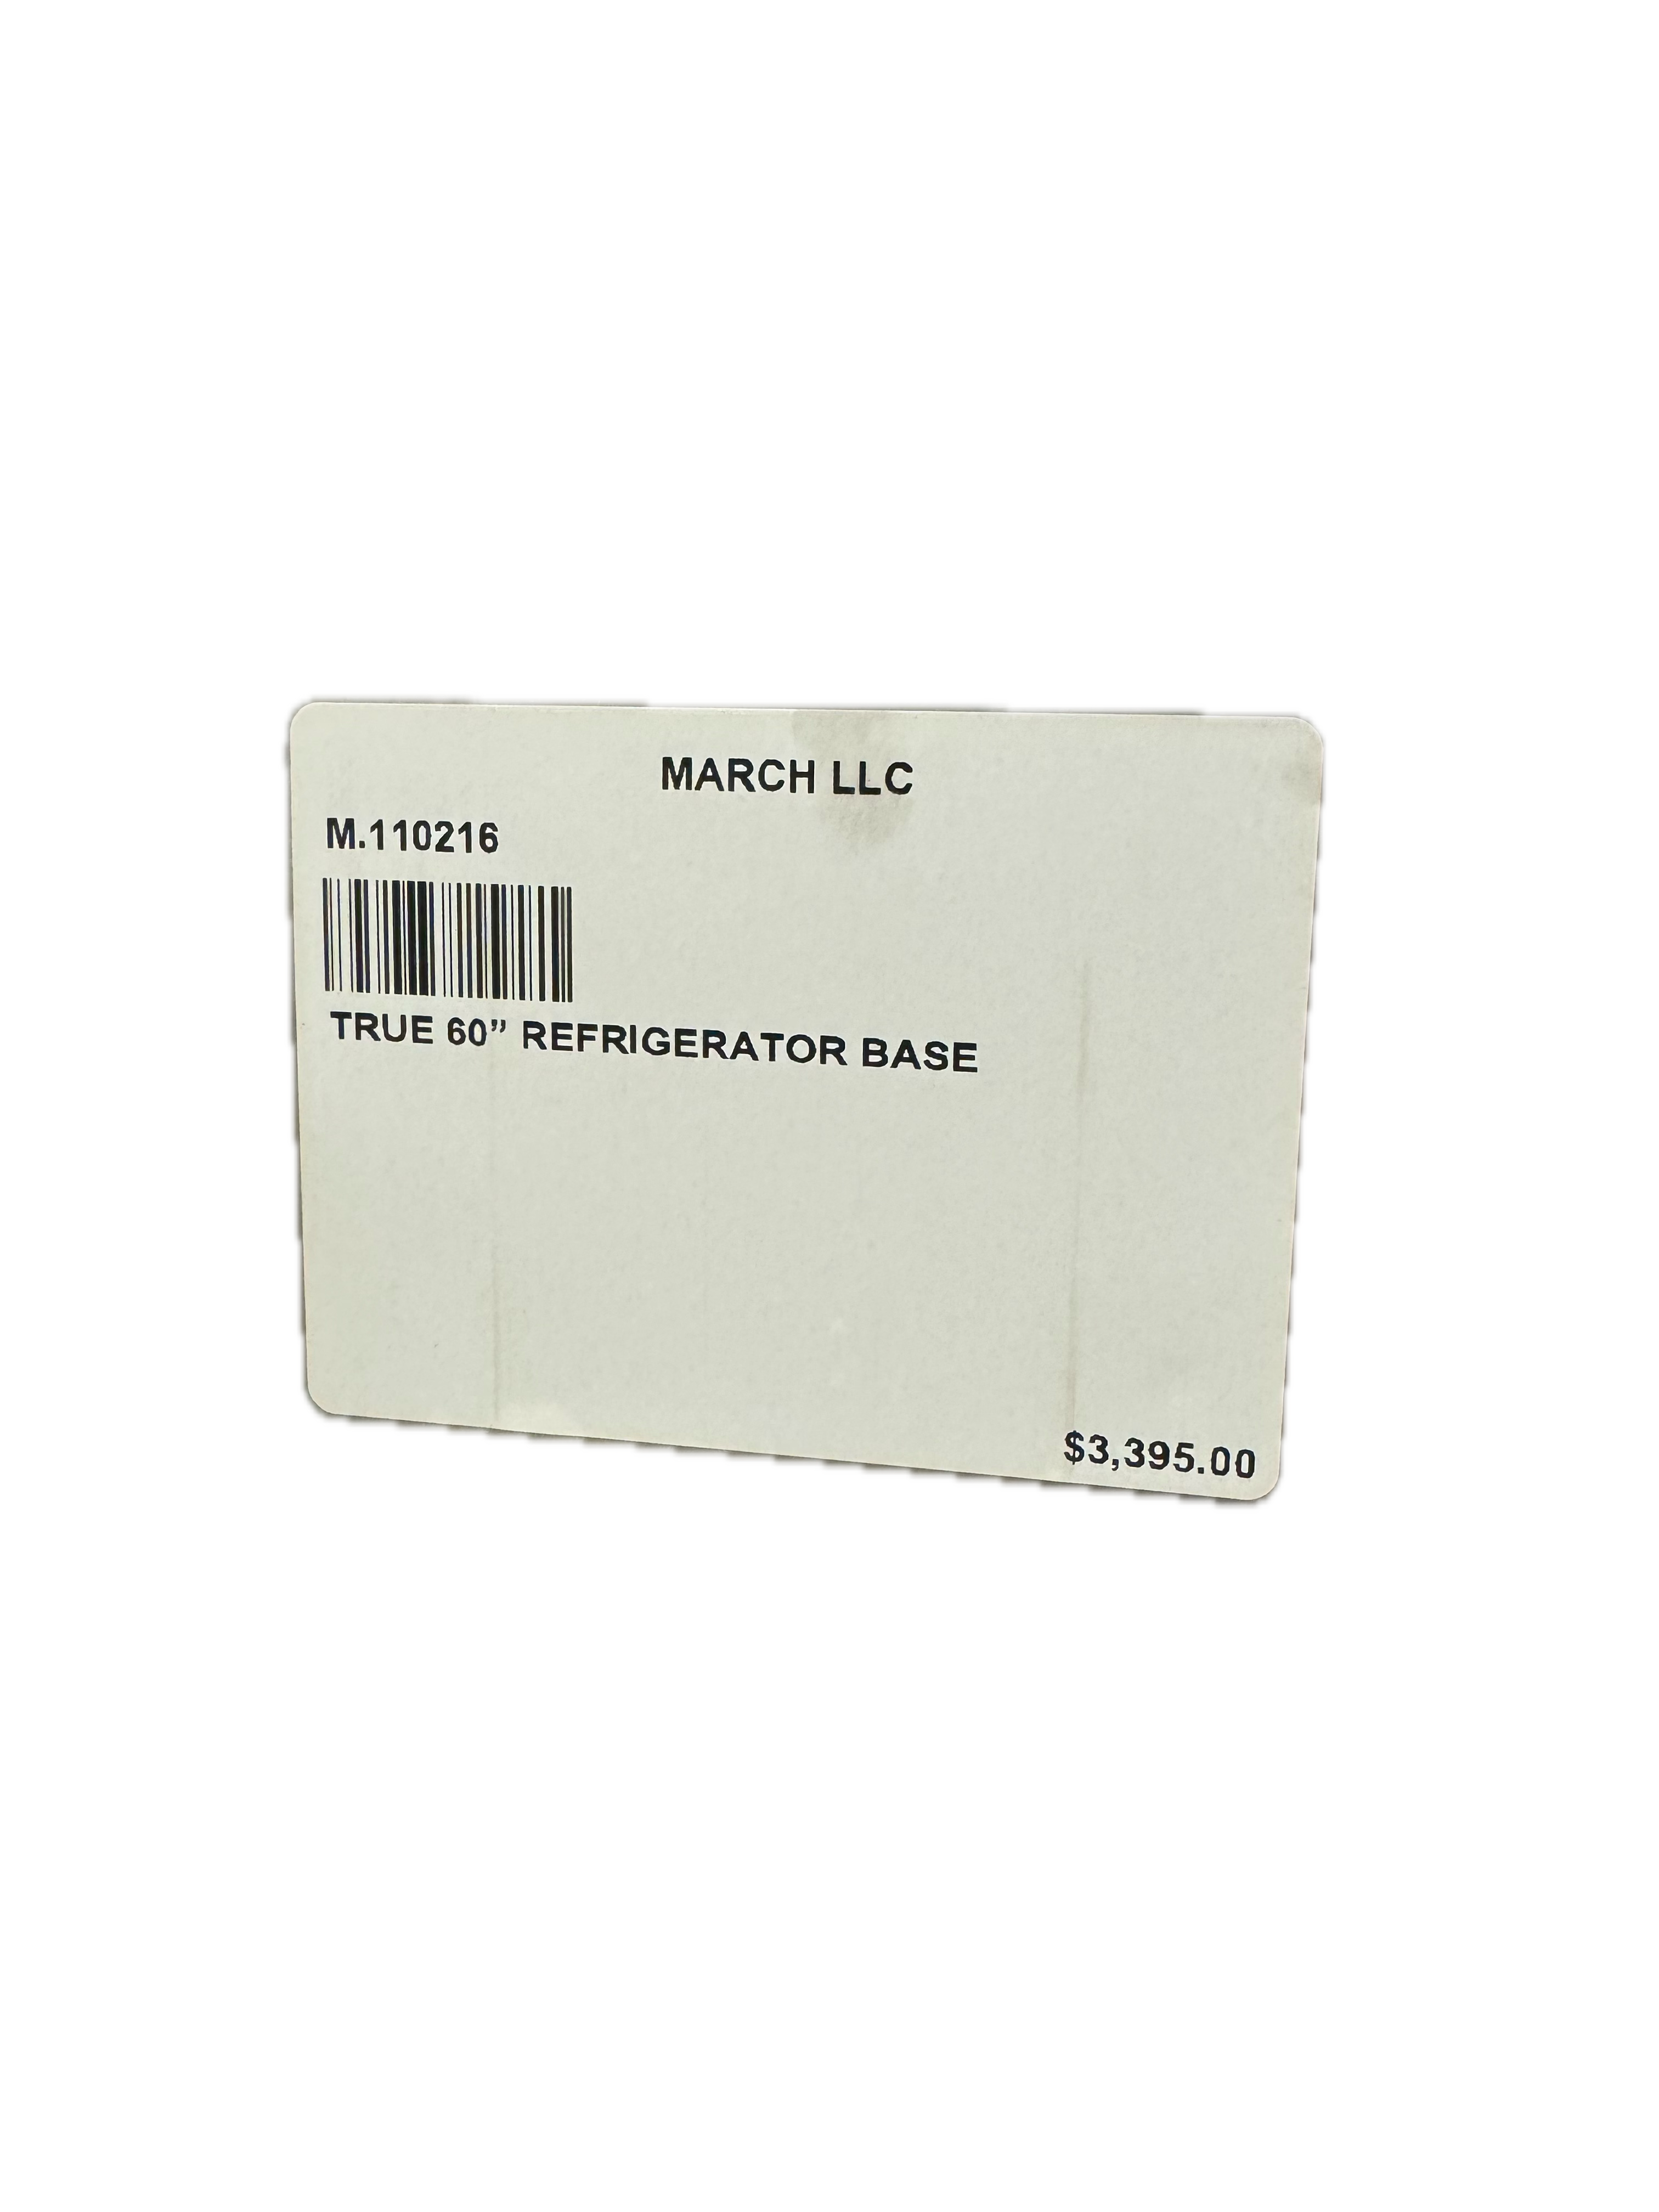 MARCH LLC
M.110216
TRUE 60” REFRIGERATOR BASE
$3,395.00